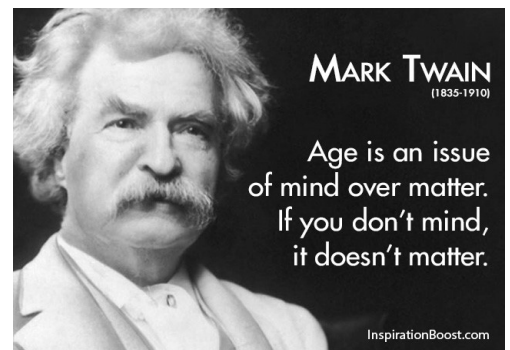 MARK TWAIN
(1835-1910)
Age is an issue
of mind over matter.
If you don't mind,
it doesn't matter.
InspirationBoost.com